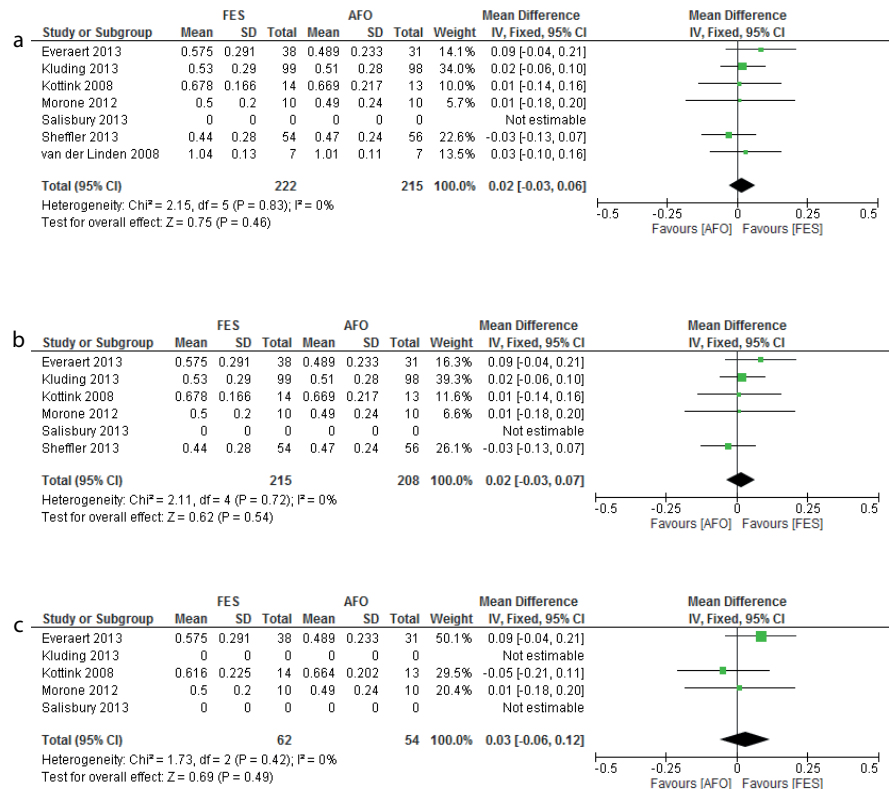 a
FES AFO Mean Difference Mean Difference
Study or Subgroup Mean SD Total Mean SD Total Weight IV, Fixed, 95% CI IV, Fixed, 95% CI
Everaert 2013 0.575 0.291 38 0.489 0.233 31 14.1% 0.09 [-0.04, 0.21]
Kluding 2013 0.53 0.29 99 0.51 0.28 98 34.0% 0.02 [-0.06, 0.10]
Kottink 2008 0.678 0.166 14 0.669 0.217 13 10.0% 0.01 [-0.14, 0.16]
Morone 2012 0.5 0.2 10 0.49 0.24 10 5.7% 0.01 [-0.18, 0.20]
Salisbury 2013 0 0 0 0 0 0 Not estimable
Sheffler 2013 0.44 0.28 54 0.47 0.24 56 22.6% -0.03 [-0.13, 0.07]
van der Linden 2008 1.04 0.13 7 1.01 0.11 7 13.5% 0.03 [-0.10, 0.16]
Total (95% CI) 222 215 100.0% 0.02 [-0.03, 0.06]
Heterogeneity: Chi² = 2.15, df = 5 (P = 0.83); I² = 0%
Test for overall effect: Z = 0.75 (P = 0.46)
-0.5 -0.25 0 0.25 0.5
Favours [AFO] Favours [FES]
b
FES AFO Mean Difference Mean Difference
Study or Subgroup Mean SD Total Mean SD Total Weight IV, Fixed, 95% CI IV, Fixed, 95% CI
Everaert 2013 0.575 0.291 38 0.489 0.233 31 16.3% 0.09 [-0.04, 0.21]
Kluding 2013 0.53 0.29 99 0.51 0.28 98 39.3% 0.02 [-0.06, 0.10]
Kottink 2008 0.678 0.166 14 0.669 0.217 13 11.6% 0.01 [-0.14, 0.16]
Morone 2012 0.5 0.2 10 0.49 0.24 10 6.6% 0.01 [-0.18, 0.20]
Salisbury 2013 0 0 0 0 0 0 Not estimable
Sheffler 2013 0.44 0.28 54 0.47 0.24 56 26.1% -0.03 [-0.13, 0.07]
Total (95% CI) 215 208 100.0% 0.02 [-0.03, 0.07]
Heterogeneity: Chi² = 2.11, df = 4 (P = 0.72); I² = 0%
Test for overall effect: Z = 0.62 (P = 0.54)
-0.5 -0.25 0 0.25 0.5
Favours [AFO] Favours [FES]
c
FES AFO Mean Difference Mean Difference
Study or Subgroup Mean SD Total Mean SD Total Weight IV, Fixed, 95% CI IV, Fixed, 95% CI
Everaert 2013 0.575 0.291 38 0.489 0.233 31 50.1% 0.09 [-0.04, 0.21]
Kluding 2013 0 0 0 0 0 0 Not estimable
Kottink 2008 0.616 0.225 14 0.664 0.202 13 29.5% -0.05 [-0.21, 0.11]
Morone 2012 0.5 0.2 10 0.49 0.24 10 20.4% 0.01 [-0.18, 0.20]
Salisbury 2013 0 0 0 0 0 0 Not estimable
Total (95% CI) 62 54 100.0% 0.03 [-0.06, 0.12]
Heterogeneity: Chi² = 1.73, df = 2 (P = 0.42); I² = 0%
Test for overall effect: Z = 0.69 (P = 0.49)
-0.5 -0.25 0 0.25 0.5
Favours [AFO] Favours [FES]